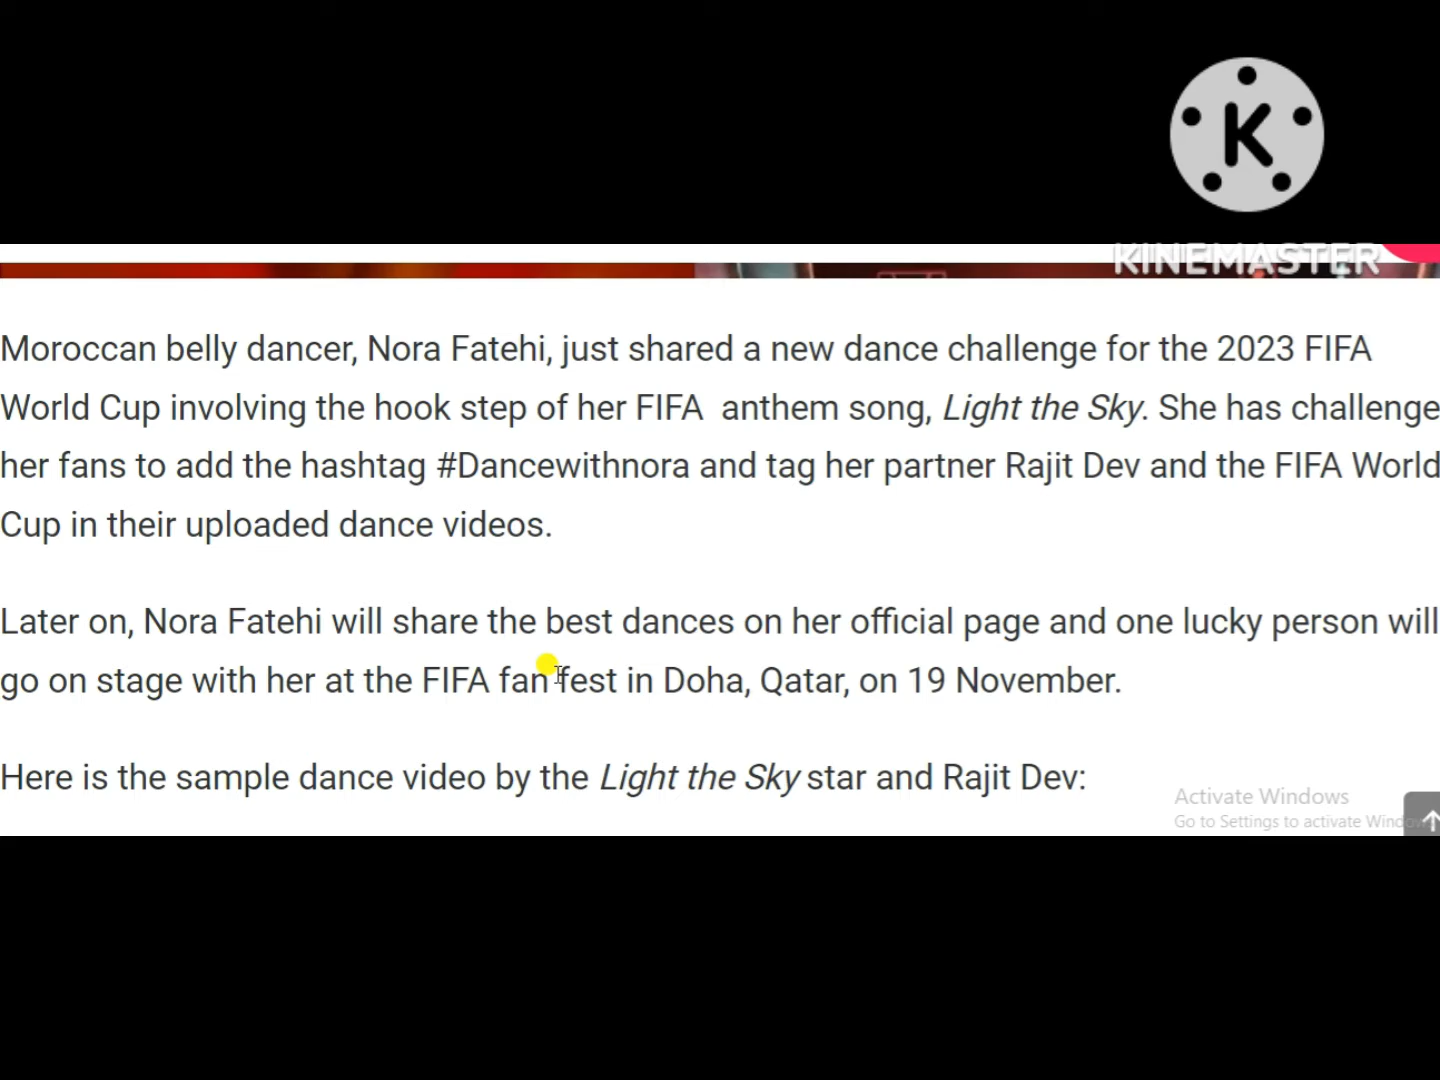 K
KINEMASTER
Moroccan belly dancer, Nora Fatehi, just shared a new dance challenge for the 2023 FIFA
World Cup involving the hook step of her FIFA anthem song, Light the Sky. She has challenge
her fans to add the hashtag #Dancewithnora and tag her partner Rajit Dev and the FIFA World
Cup in their uploaded dance videos.
Later on, Nora Fatehi will share the best dances on her official page and one lucky person will
go on stage with her at the FIFA fan fest in Doha, Qatar, on 19 November.
Here is the sample dance video by the Light the Sky star and Rajit Dev:
Activate Windows
Go to Settings to activate Windows